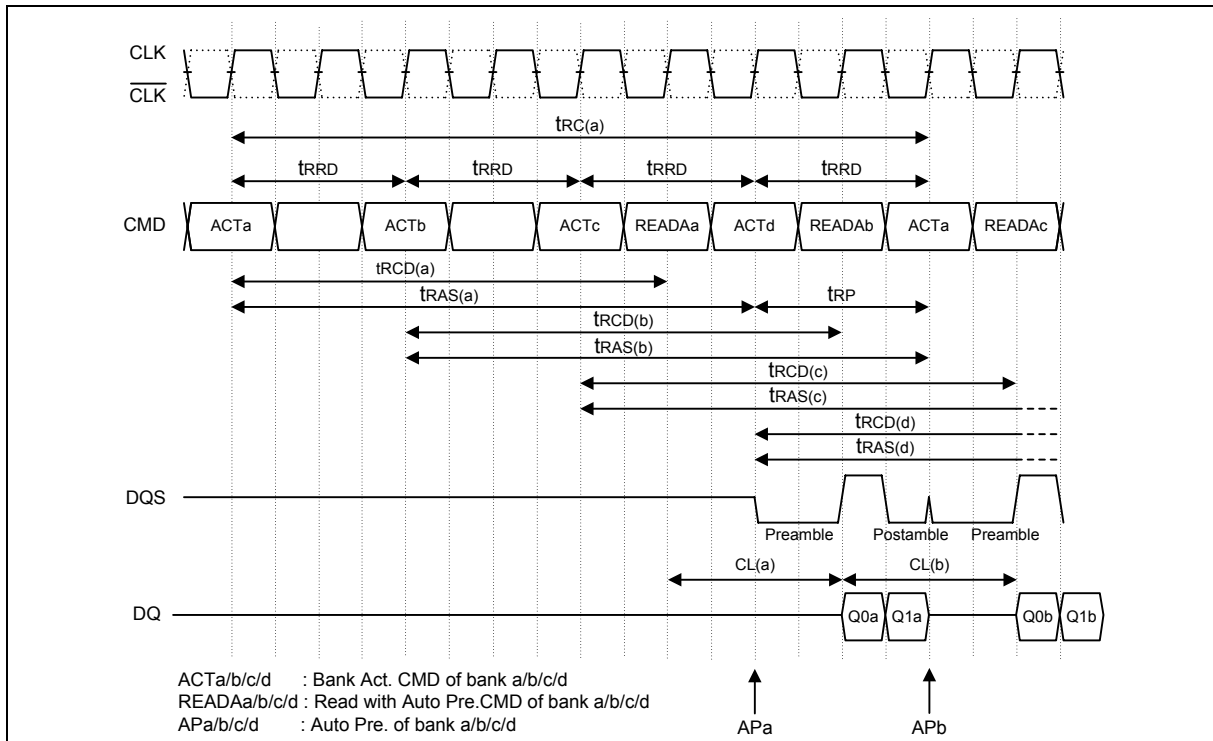 CLK
CLK
tRC(a)
tRRD tRRD tRRD tRRD
CMD ACTa ACTb ACTc READAa ACTd READAb ACTa READAc
tRCD(a)
tRAS(a) tRP
tRCD(b)
tRAS(b)
tRCD(c)
tRAS(c)
tRCD(d)
tRAS(d)
DQS
Preamble Postamble Preamble
CL(a) CL(b)
DQ Q0a Q1a Q0b Q1b
ACTa/b/c/d : Bank Act. CMD of bank a/b/c/d
READAa/b/c/d : Read with Auto Pre.CMD of bank a/b/c/d
APa/b/c/d : Auto Pre. of bank a/b/c/d
APa APb